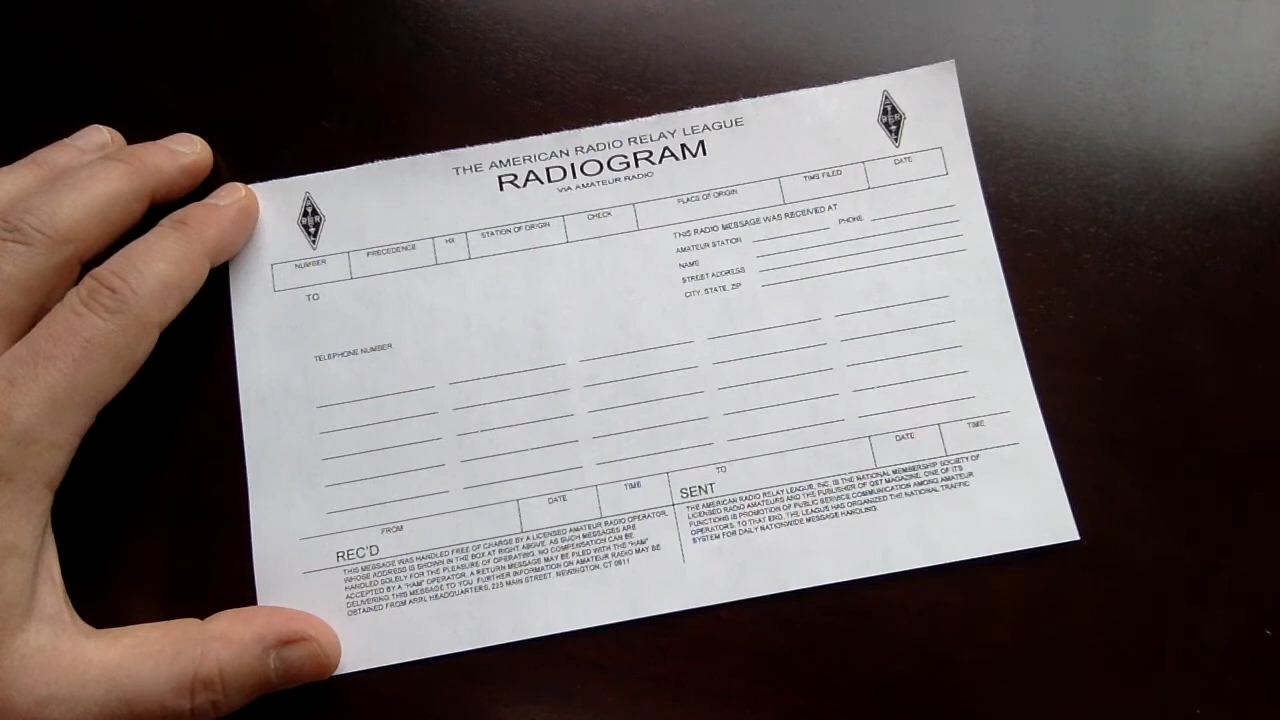 THE AMERICAN RADIO RELAY LEAGUE
RADIOGRAM
VIA AMATEUR RADIO
NUMBER PRECEDENCE HX STATION OF ORIGIN CHECK PLACE OF ORIGIN TIME FILED DATE
TO
THIS RADIO MESSAGE WAS RECEIVED AT
AMATEUR STATION PHONE
NAME
STREET ADDRESS
CITY, STATE, ZIP
TELEPHONE NUMBER
REC'D FROM DATE TIME
SENT TO DATE TIME
THIS MESSAGE WAS HANDLED FREE OF CHARGE BY A LICENSED AMATEUR RADIO OPERATOR,
WHOSE ADDRESS IS SHOWN IN THE BOX AT RIGHT ABOVE. AS SUCH MESSAGES ARE
HANDLED SOLELY FOR THE PLEASURE OF OPERATING, NO COMPENSATION CAN BE
ACCEPTED BY A "HAM" OPERATOR. A RETURN MESSAGE MAY BE FILED WITH THE "HAM"
DELIVERING THIS MESSAGE TO YOU. FURTHER INFORMATION ON AMATEUR RADIO MAY BE
OBTAINED FROM ARRL HEADQUARTERS, 225 MAIN STREET, NEWINGTON, CT 0611
THE AMERICAN RADIO RELAY LEAGUE, INC. IS THE NATIONAL MEMBERSHIP SOCIETY OF
LICENSED RADIO AMATEURS AND THE PUBLISHER OF QST MAGAZINE. ONE OF ITS
FUNCTIONS IS PROMOTION OF PUBLIC SERVICE COMMUNICATION AMONG AMATEUR
OPERATORS. TO THAT END, THE LEAGUE HAS ORGANIZED THE NATIONAL TRAFFIC
SYSTEM FOR DAILY NATIONWIDE MESSAGE HANDLING.